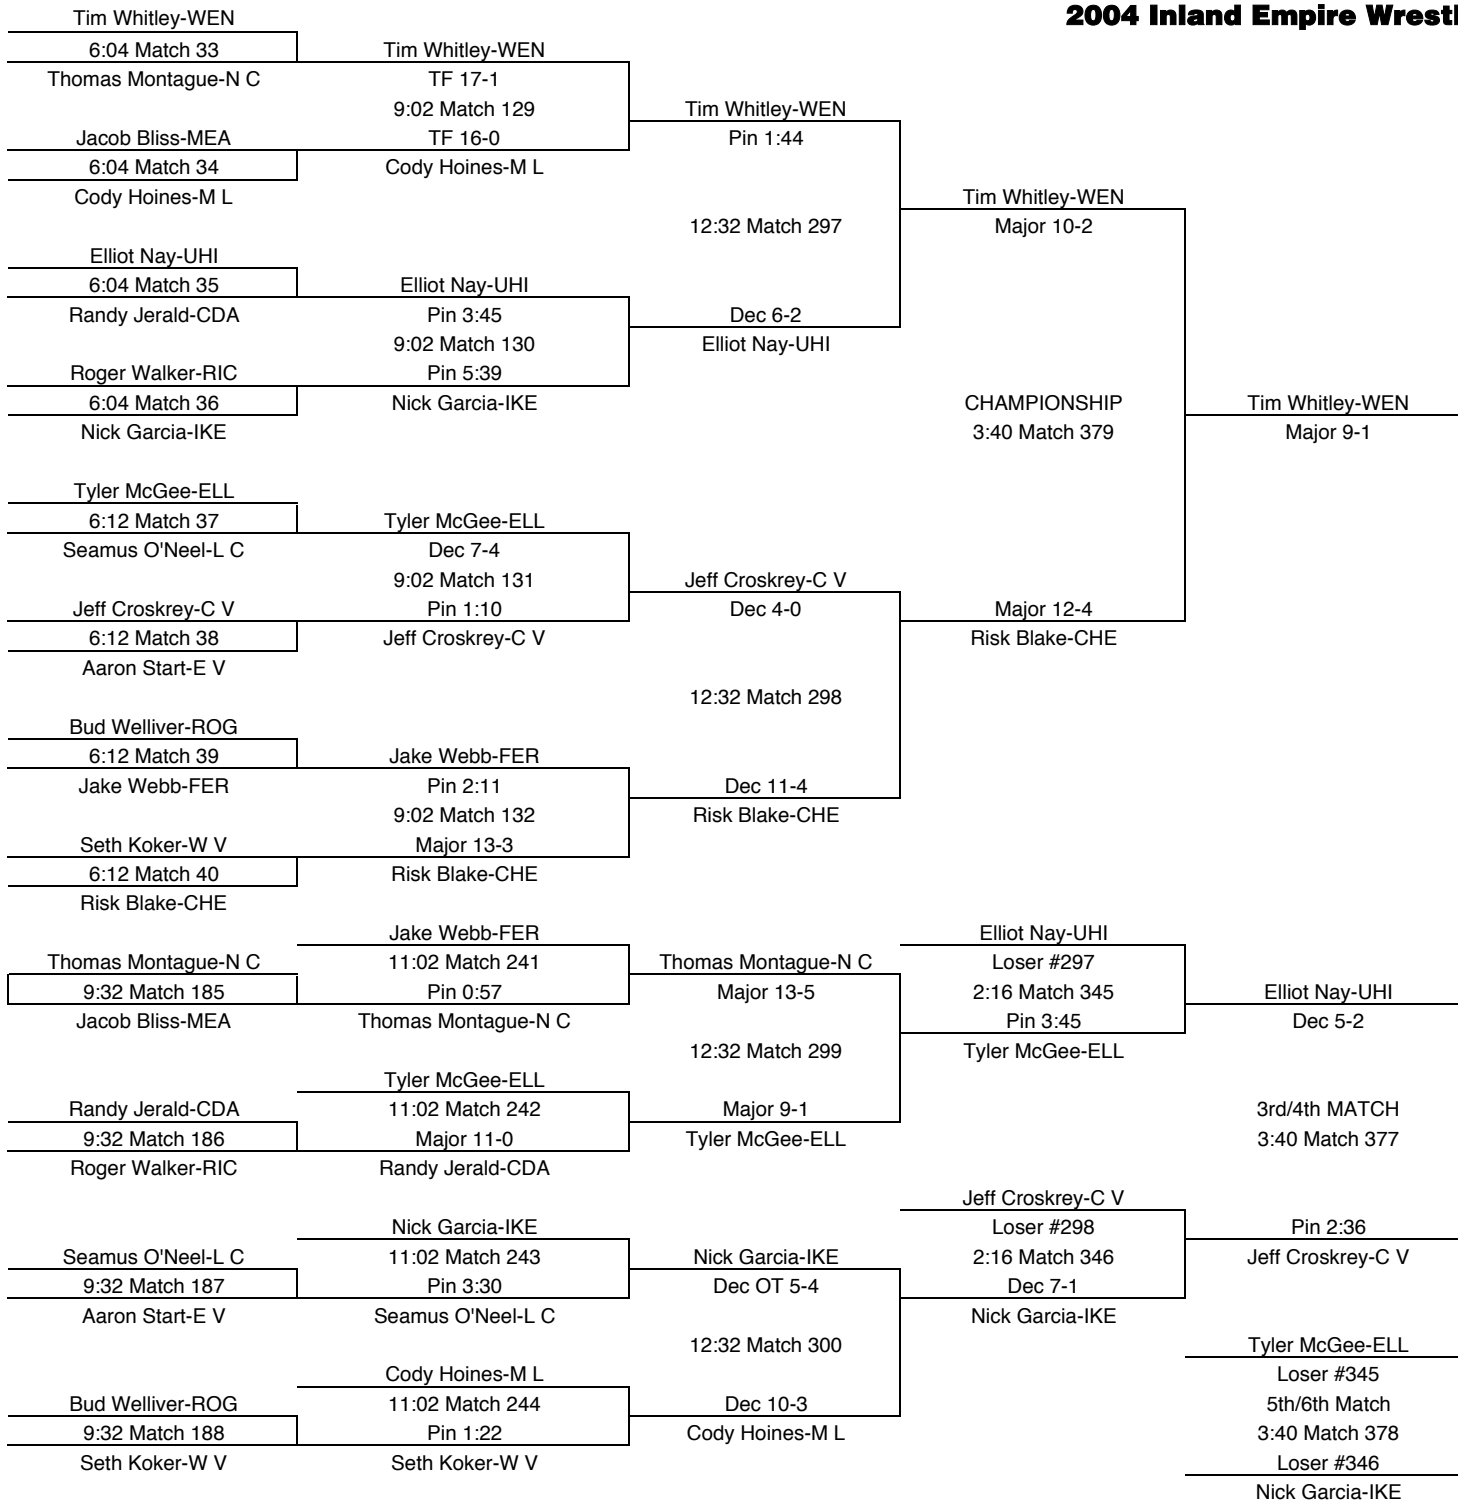 2004 Inland Empire Wrestl
Tim Whitley-WEN
6:04 Match 33
Tim Whitley-WEN
Thomas Montague-N C
TF 17-1
9:02 Match 129
Tim Whitley-WEN
Jacob Bliss-MEA
TF 16-0
Pin 1:44
6:04 Match 34
Cody Hoines-M L
Cody Hoines-M L
Tim Whitley-WEN
12:32 Match 297
Major 10-2
Elliot Nay-UHI
6:04 Match 35
Elliot Nay-UHI
Randy Jerald-CDA
Pin 3:45
Dec 6-2
9:02 Match 130
Elliot Nay-UHI
Roger Walker-RIC
Pin 5:39
6:04 Match 36
Nick Garcia-IKE
CHAMPIONSHIP
Tim Whitley-WEN
Nick Garcia-IKE
3:40 Match 379
Major 9-1
Tyler McGee-ELL
6:12 Match 37
Tyler McGee-ELL
Seamus O'Neel-L C
Dec 7-4
9:02 Match 131
Jeff Croskrey-C V
Jeff Croskrey-C V
Pin 1:10
Dec 4-0
Major 12-4
6:12 Match 38
Jeff Croskrey-C V
Risk Blake-CHE
Aaron Start-E V
12:32 Match 298
Bud Welliver-ROG
6:12 Match 39
Jake Webb-FER
Jake Webb-FER
Pin 2:11
Dec 11-4
9:02 Match 132
Risk Blake-CHE
Seth Koker-W V
Major 13-3
6:12 Match 40
Risk Blake-CHE
Risk Blake-CHE
Jake Webb-FER
Elliot Nay-UHI
Thomas Montague-N C
11:02 Match 241
Thomas Montague-N C
Loser #297
9:32 Match 185
Pin 0:57
Major 13-5
2:16 Match 345
Elliot Nay-UHI
Jacob Bliss-MEA
Thomas Montague-N C
Pin 3:45
Dec 5-2
12:32 Match 299
Tyler McGee-ELL
Tyler McGee-ELL
Randy Jerald-CDA
11:02 Match 242
Major 9-1
3rd/4th MATCH
9:32 Match 186
Major 11-0
Tyler McGee-ELL
3:40 Match 377
Roger Walker-RIC
Randy Jerald-CDA
Jeff Croskrey-C V
Nick Garcia-IKE
Loser #298
Pin 2:36
Seamus O'Neel-L C
11:02 Match 243
Nick Garcia-IKE
2:16 Match 346
Jeff Croskrey-C V
9:32 Match 187
Pin 3:30
Dec OT 5-4
Dec 7-1
Aaron Start-E V
Seamus O'Neel-L C
Nick Garcia-IKE
12:32 Match 300
Tyler McGee-ELL
Cody Hoines-M L
Loser #345
Bud Welliver-ROG
11:02 Match 244
Dec 10-3
5th/6th Match
9:32 Match 188
Pin 1:22
Cody Hoines-M L
3:40 Match 378
Seth Koker-W V
Seth Koker-W V
Loser #346
Nick Garcia-IKE